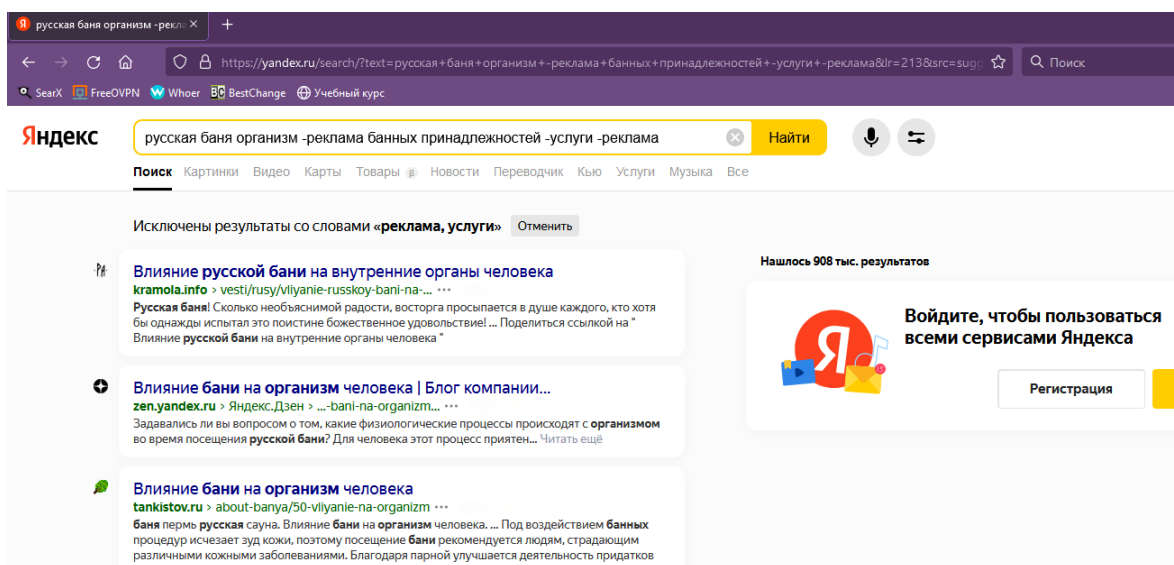 русская баня организм -рекла
https://yandex.ru/search/?text=русская+баня+организм+-реклама+банных+принадлежностей+-услуги+-реклама&lr=213&src=sugg
Поиск
SearX FreeOVPN Whoer BestChange Учебный курс
Яндекс
русская баня организм -реклама банных принадлежностей -услуги -реклама
Найти
Поиск Картинки Видео Карты Товары β Новости Переводчик Кью Услуги Музыка Все
Исключены результаты со словами «реклама, услуги» Отменить
Влияние русской бани на внутренние органы человека
kramola.info › vesti/rusy/vliyanie-russkoy-bani-na-...
Русская баня! Сколько необъяснимой радости, восторга просыпается в душе каждого, кто хотя
бы однажды испытал это поистине божественное удовольствие! ... Поделиться ссылкой на "
Влияние русской бани на внутренние органы человека "
Влияние бани на организм человека | Блог компании...
zen.yandex.ru › Яндекс.Дзен › ...-bani-na-organizm...
Задавались ли вы вопросом о том, какие физиологические процессы происходят с организмом
во время посещения русской бани? Для человека этот процесс приятен... Читать ещё
Влияние бани на организм человека
tankistov.ru › about-banya/50-vliyanie-na-organizm
баня пермь русская сауна. Влияние бани на организм человека. ... Под воздействием банных
процедур исчезает зуд кожи, поэтому посещение бани рекомендуется людям, страдающим
различными кожными заболеваниями. Благодаря парной улучшается деятельность придатков
Нашлось 908 тыс. результатов
Войдите, чтобы пользоваться
всеми сервисами Яндекса
Регистрация